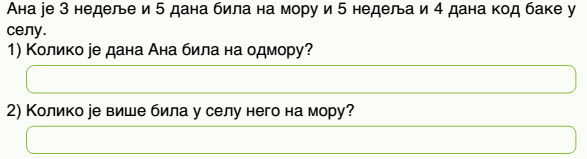 Ана је 3 недеље и 5 дана била на мору и 5 недеља и 4 дана код баке у
селу.
1) Колико је дана Ана била на одмору?
2) Колико је више била у селу него на мору?